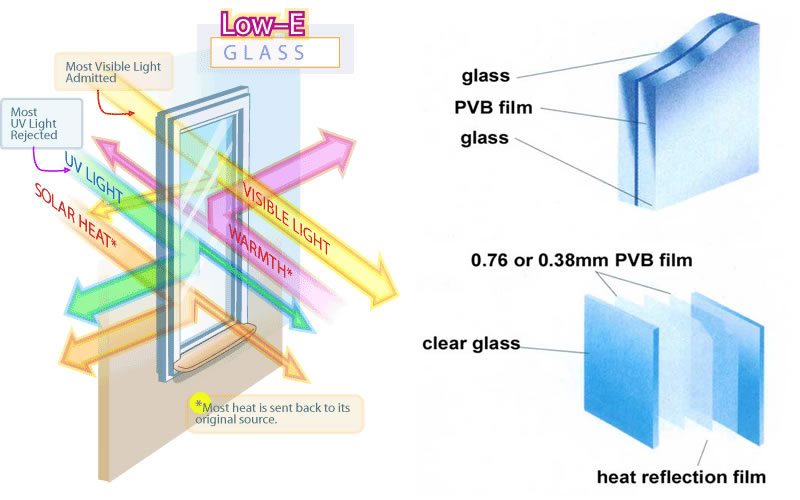 Low-E
GLASS
Most Visible Light
Admitted
Most
UV Light
Rejected
UV LIGHT
SOLAR HEAT*
VISIBLE LIGHT
WARMTH*
*Most heat is sent back to its
original source.
glass
PVB film
glass
0.76 or 0.38mm PVB film
clear glass
heat reflection film